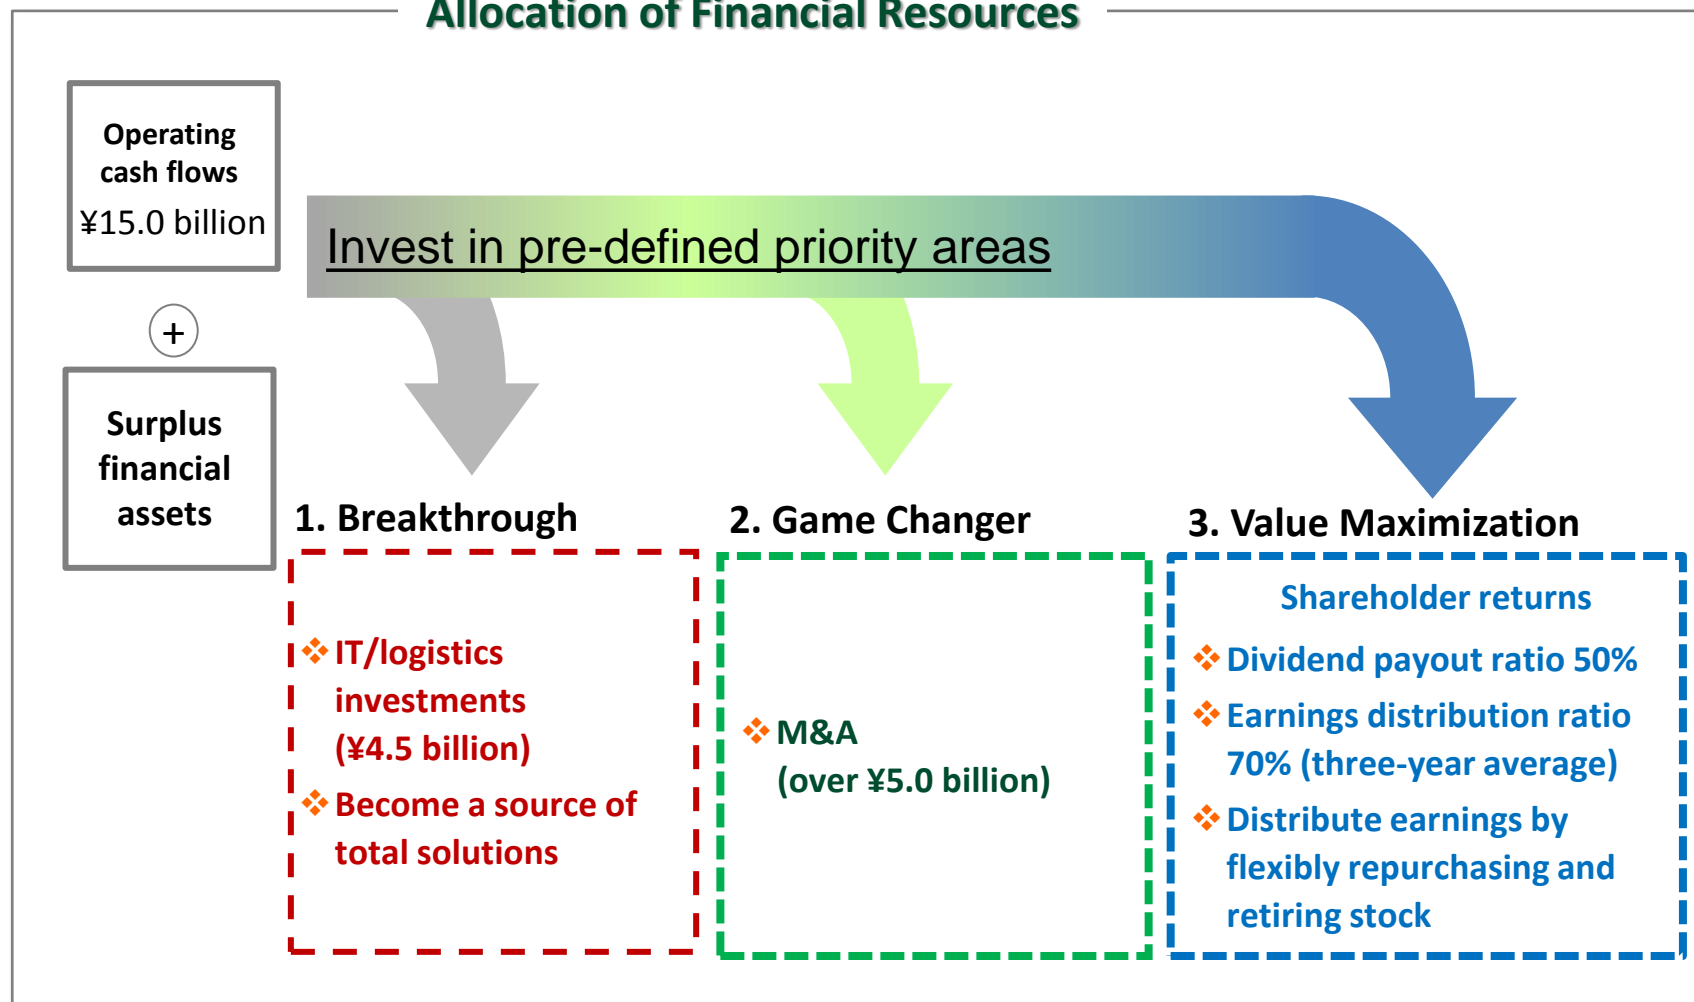 Allocation of Financial Resources
Operating
cash flows
¥15.0 billion
+
Surplus
financial
assets
Invest in pre-defined priority areas
1. Breakthrough
❖ IT/logistics
investments
(¥4.5 billion)
❖ Become a source of
total solutions
2. Game Changer
❖ M&A
(over ¥5.0 billion)
3. Value Maximization
Shareholder returns
❖ Dividend payout ratio 50%
❖ Earnings distribution ratio
70% (three-year average)
❖ Distribute earnings by
flexibly repurchasing and
retiring stock